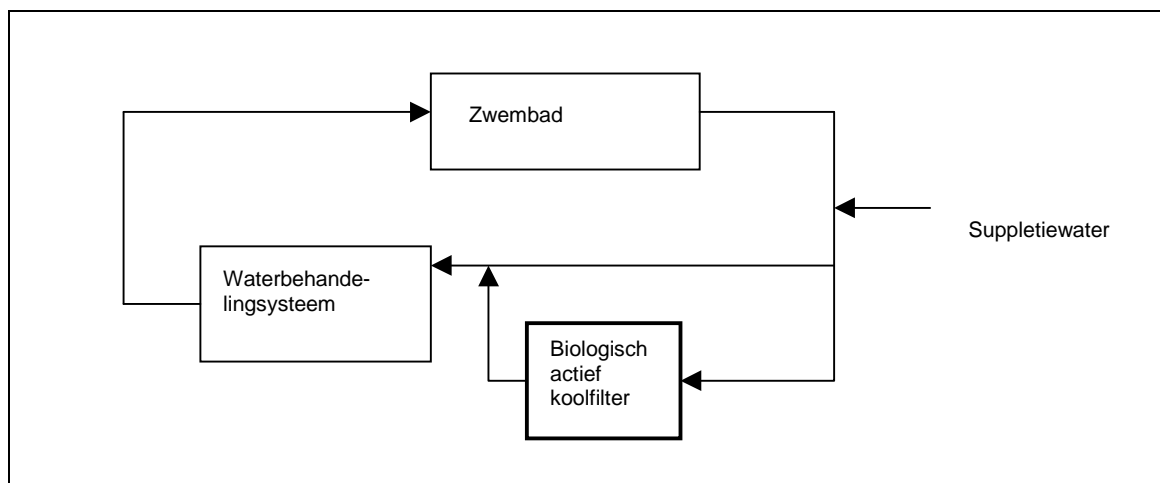 Zwembad
Suppletiewater
Waterbehande-
lingsysteem
Biologisch
actief
koolfilter